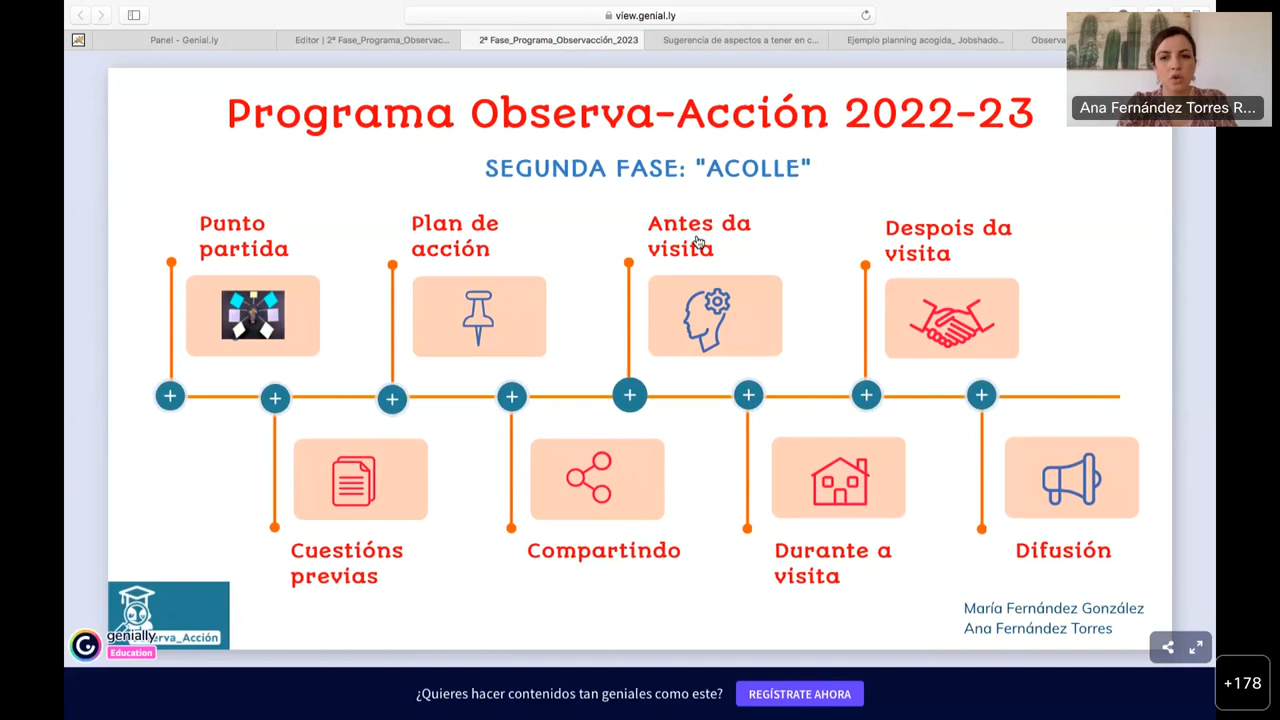 view.genial.ly
Panel - Genial.ly
Editor | 2ª Fase_Programa_Observac...
2ª Fase_Programa_Observacción_2023
Sugerencia de aspectos a tener en c...
Ejemplo planning acogida_ Jobshado...
Observa
Ana Fernández Torres R...
Programa Observa-Acción 2022-23
SEGUNDA FASE: "ACOLLE"
Punto
partida
Plan de
acción
Antes da
visita
Despois da
visita
Cuestións
previas
Compartindo
Durante a
visita
Difusión
María Fernández González
Ana Fernández Torres
erva_Acción
genially
Education
¿Quieres hacer contenidos tan geniales como este?
REGÍSTRATE AHORA
+178